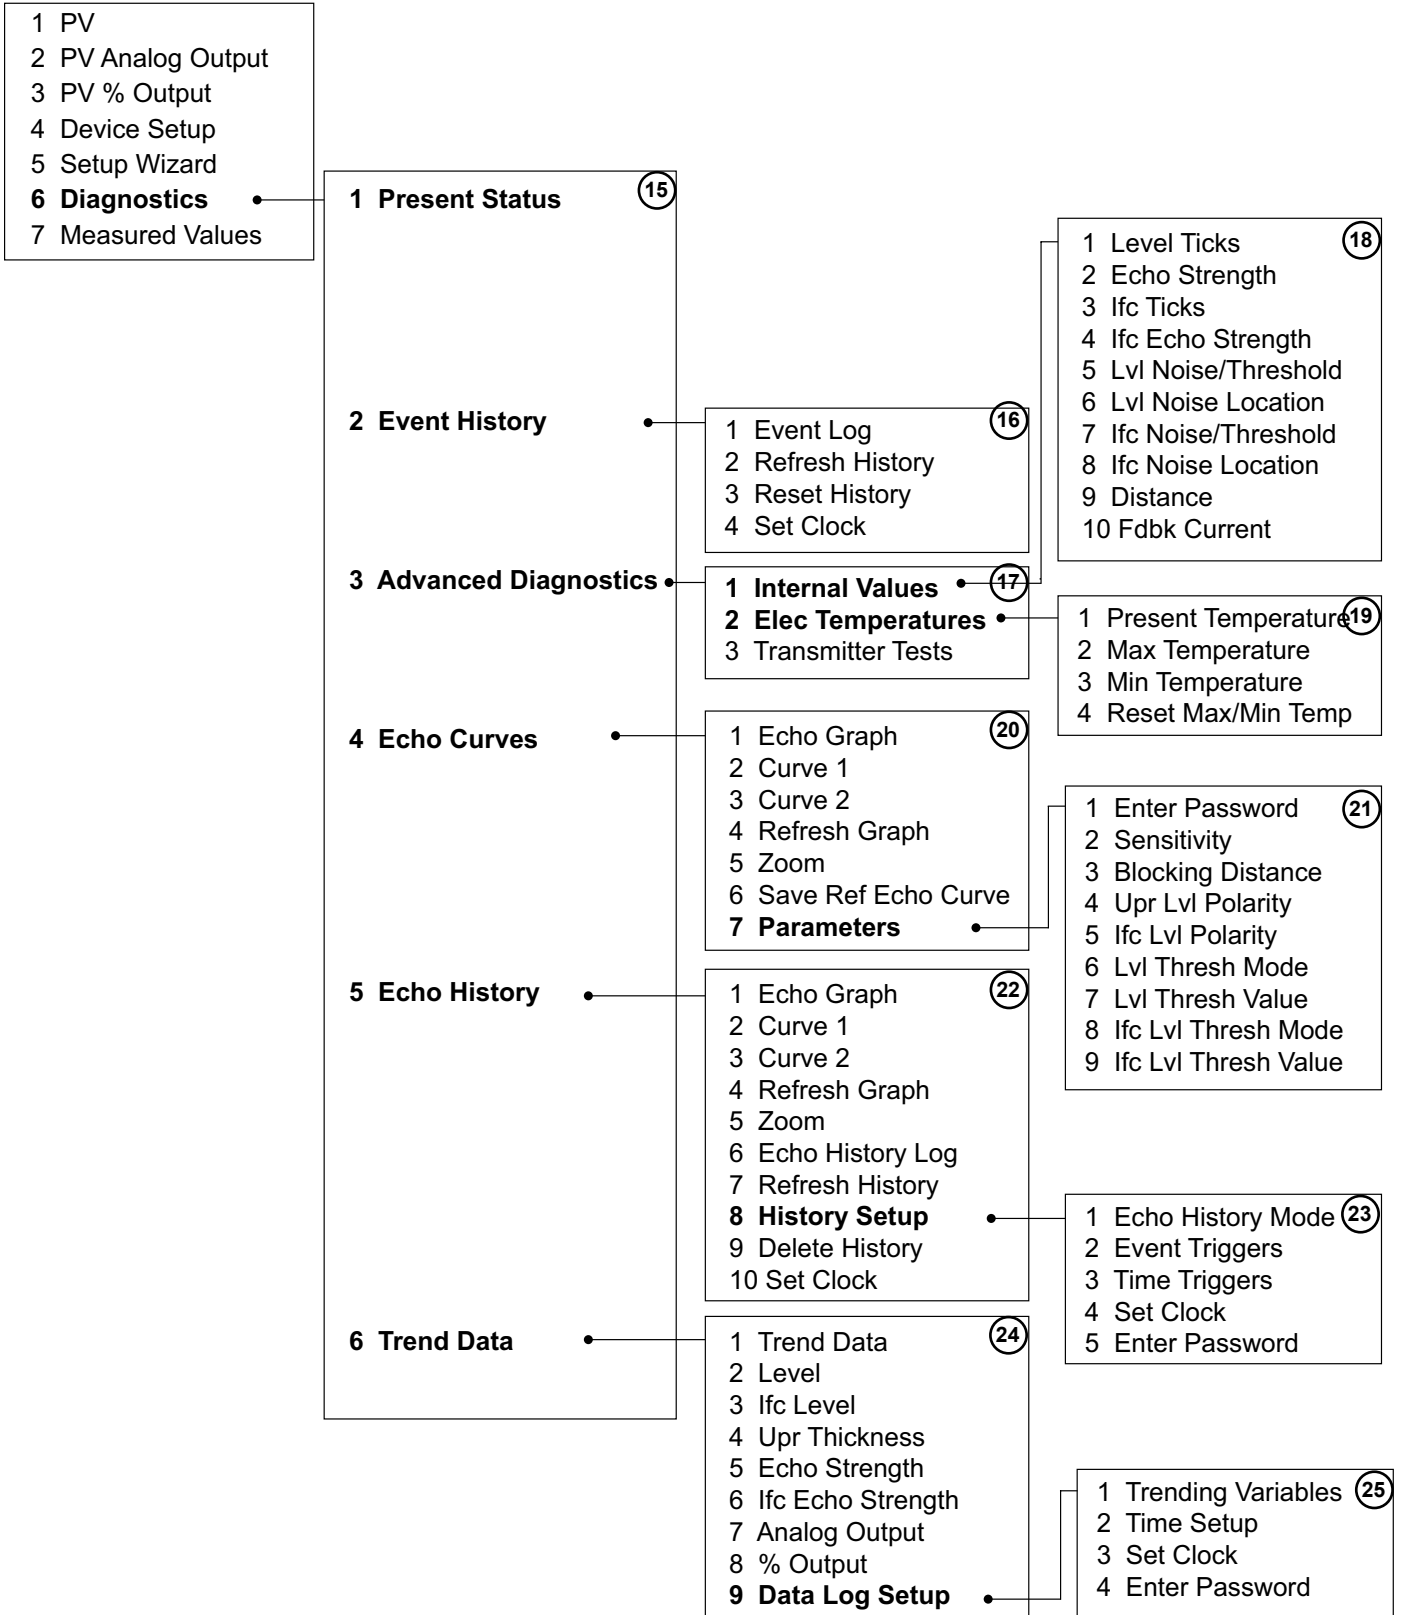 1 PV
2 PV Analog Output
3 PV % Output
4 Device Setup
5 Setup Wizard
6 Diagnostics
7 Measured Values
15
1 Present Status
2 Event History
3 Advanced Diagnostics
4 Echo Curves
5 Echo History
6 Trend Data
16
1 Event Log
2 Refresh History
3 Reset History
4 Set Clock
17
1 Internal Values
2 Elec Temperatures
3 Transmitter Tests
18
1 Level Ticks
2 Echo Strength
3 Ifc Ticks
4 Ifc Echo Strength
5 Lvl Noise/Threshold
6 Lvl Noise Location
7 Ifc Noise/Threshold
8 Ifc Noise Location
9 Distance
10 Fdbk Current
19
1 Present Temperature
2 Max Temperature
3 Min Temperature
4 Reset Max/Min Temp
20
1 Echo Graph
2 Curve 1
3 Curve 2
4 Refresh Graph
5 Zoom
6 Save Ref Echo Curve
7 Parameters
21
1 Enter Password
2 Sensitivity
3 Blocking Distance
4 Upr Lvl Polarity
5 Ifc Lvl Polarity
6 Lvl Thresh Mode
7 Lvl Thresh Value
8 Ifc Lvl Thresh Mode
9 Ifc Lvl Thresh Value
22
1 Echo Graph
2 Curve 1
3 Curve 2
4 Refresh Graph
5 Zoom
6 Echo History Log
7 Refresh History
8 History Setup
9 Delete History
10 Set Clock
23
1 Echo History Mode
2 Event Triggers
3 Time Triggers
4 Set Clock
5 Enter Password
24
1 Trend Data
2 Level
3 Ifc Level
4 Upr Thickness
5 Echo Strength
6 Ifc Echo Strength
7 Analog Output
8 % Output
9 Data Log Setup
25
1 Trending Variables
2 Time Setup
3 Set Clock
4 Enter Password